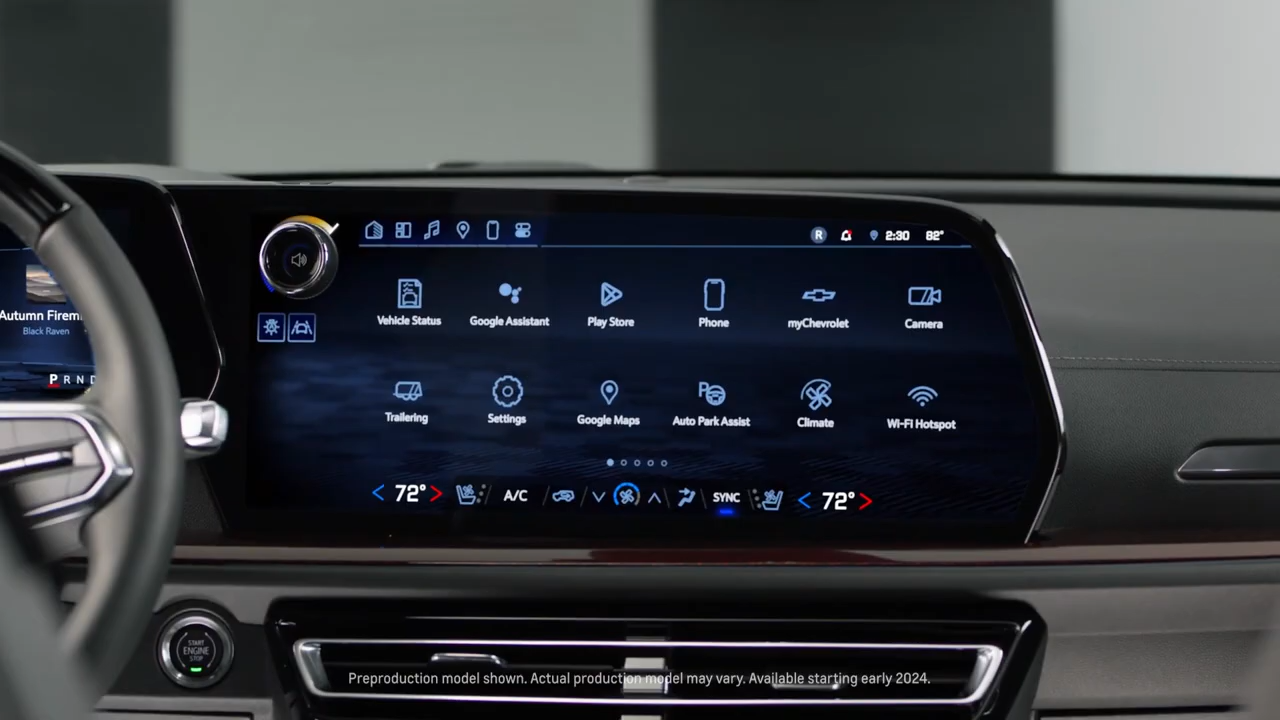 R 2:30 82°
Vehicle Status Google Assistant Play Store Phone myChevrolet Camera
Autumn Firem
Black Raven
P R N D
Trailering Settings Google Maps Auto Park Assist Climate Wi-Fi Hotspot
P
< 72° > A/C SYNC < 72° >
START
ENGINE
STOP
Preproduction model shown. Actual production model may vary. Available starting early 2024.